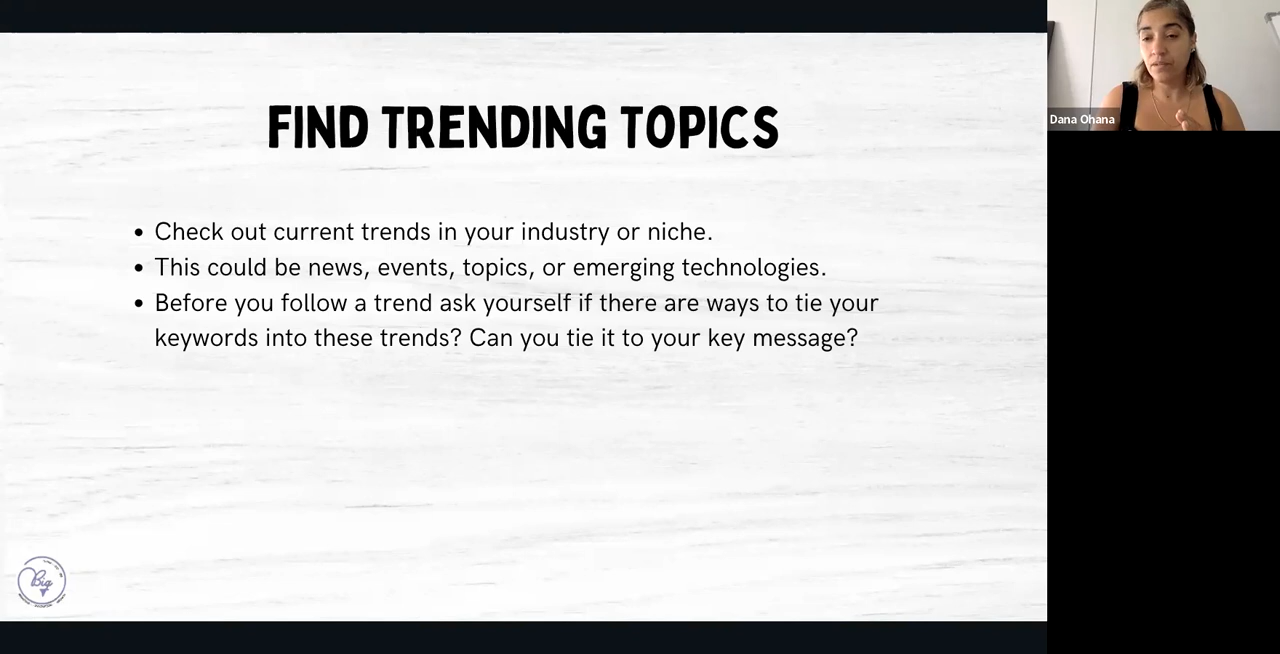 FIND TRENDING TOPICS
• Check out current trends in your industry or niche.
• This could be news, events, topics, or emerging technologies.
• Before you follow a trend ask yourself if there are ways to tie your
keywords into these trends? Can you tie it to your key message?
Dana Ohana
Big